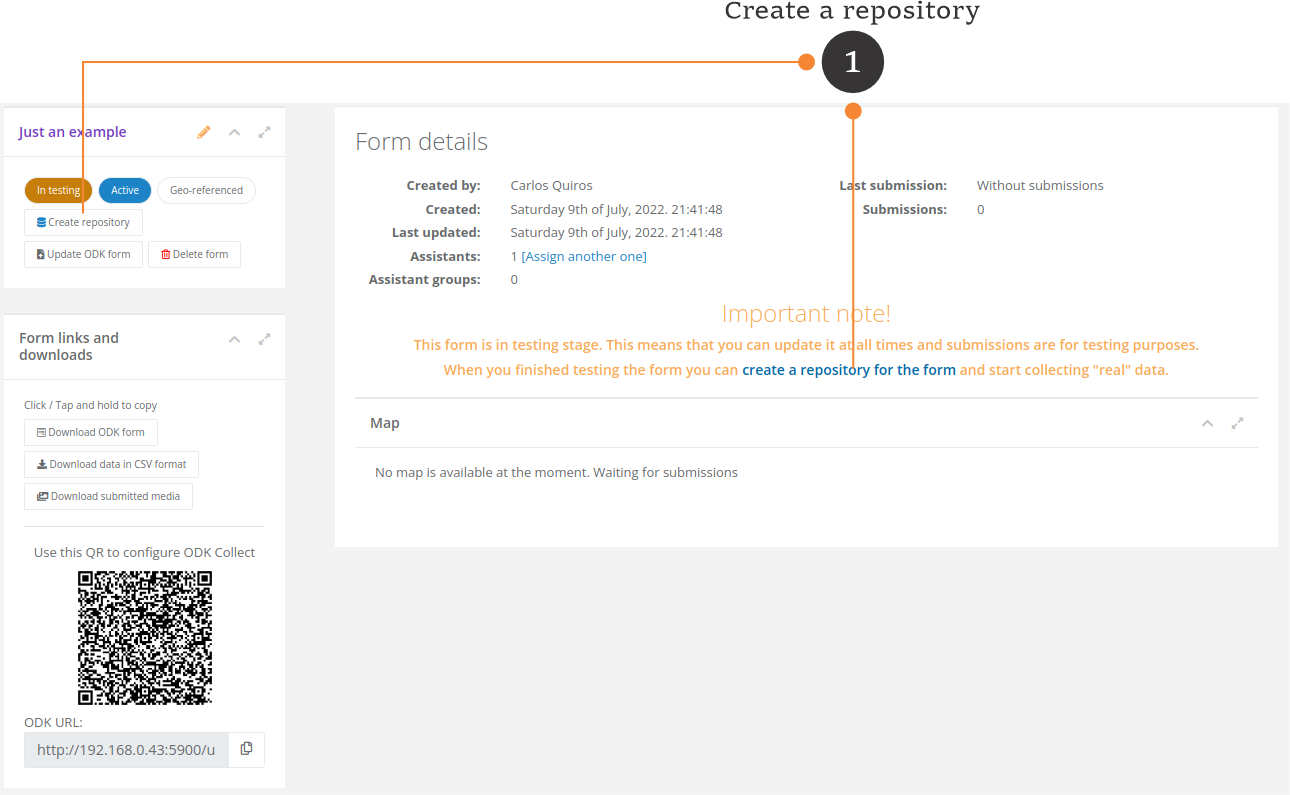 Create a repository
1
Just an example
In testing
Active
Geo-referenced
Create repository
Update ODK form
Delete form
Form links and
downloads
Click / Tap and hold to copy
Download ODK form
Download data in CSV format
Download submitted media
Use this QR to configure ODK Collect
ODK URL:
http://192.168.0.43:5900/u
Form details
Created by: Carlos Quiros
Created: Saturday 9th of July, 2022. 21:41:48
Last updated: Saturday 9th of July, 2022. 21:41:48
Assistants: 1 [Assign another one]
Assistant groups: 0
Last submission: Without submissions
Submissions: 0
Important note!
This form is in testing stage. This means that you can update it at all times and submissions are for testing purposes.
When you finished testing the form you can create a repository for the form and start collecting "real" data.
Map
No map is available at the moment. Waiting for submissions